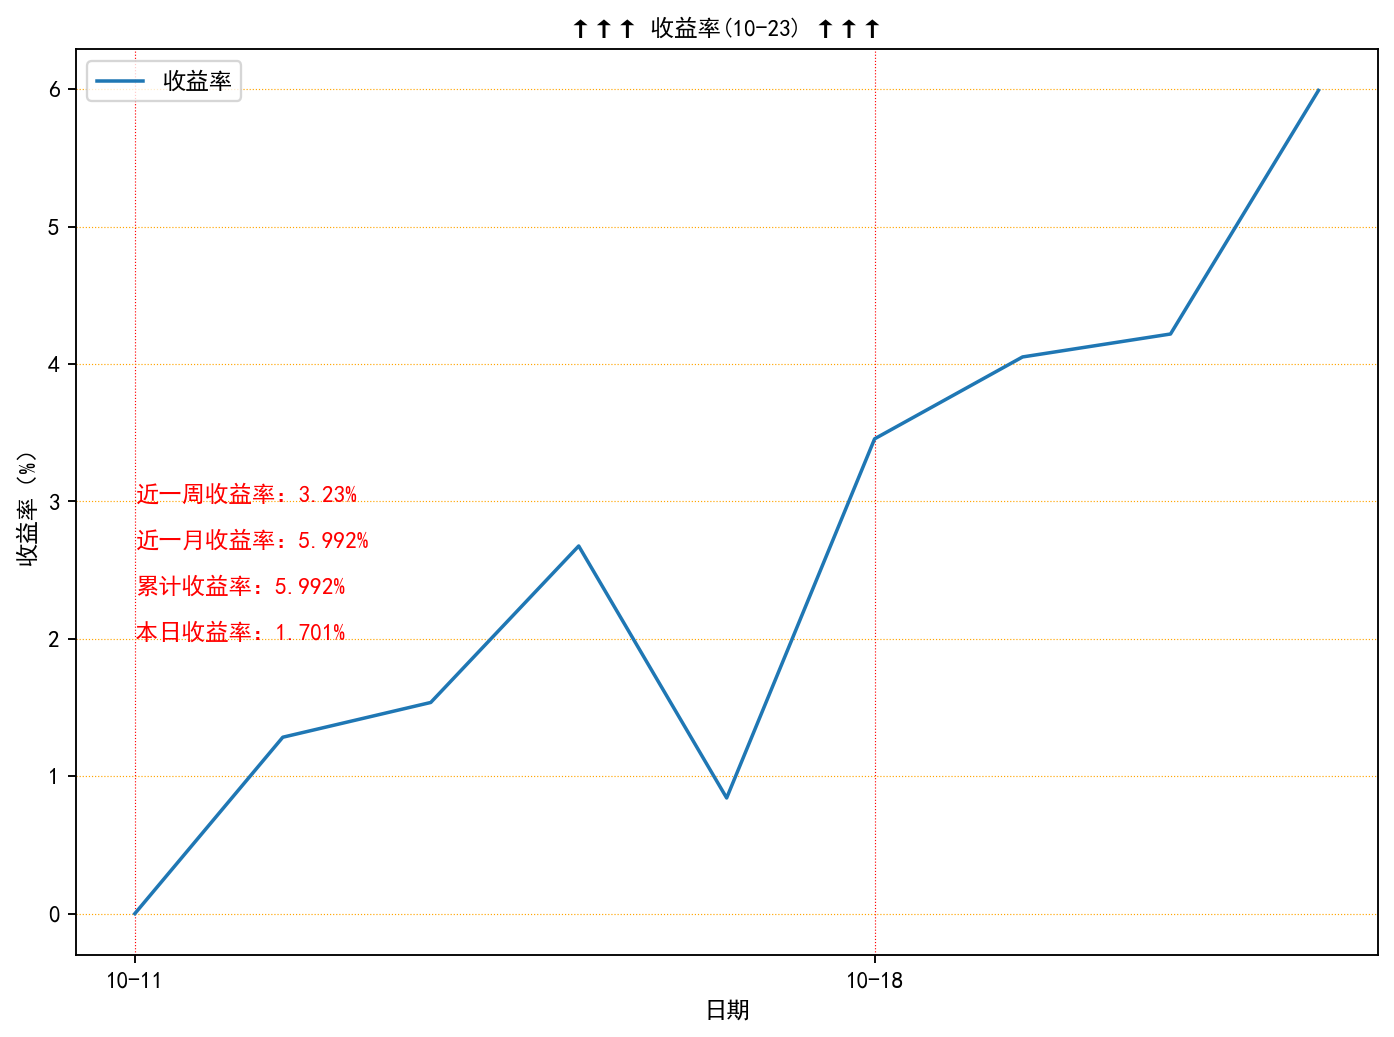 ↑↑↑ 收益率(10-23) ↑↑↑
收益率
6
5
4
3
2
1
0
收益率 (%)
近一周收益率：3.23%
近一月收益率：5.992%
累计收益率：5.992%
本日收益率：1.701%
10-11
10-18
日期